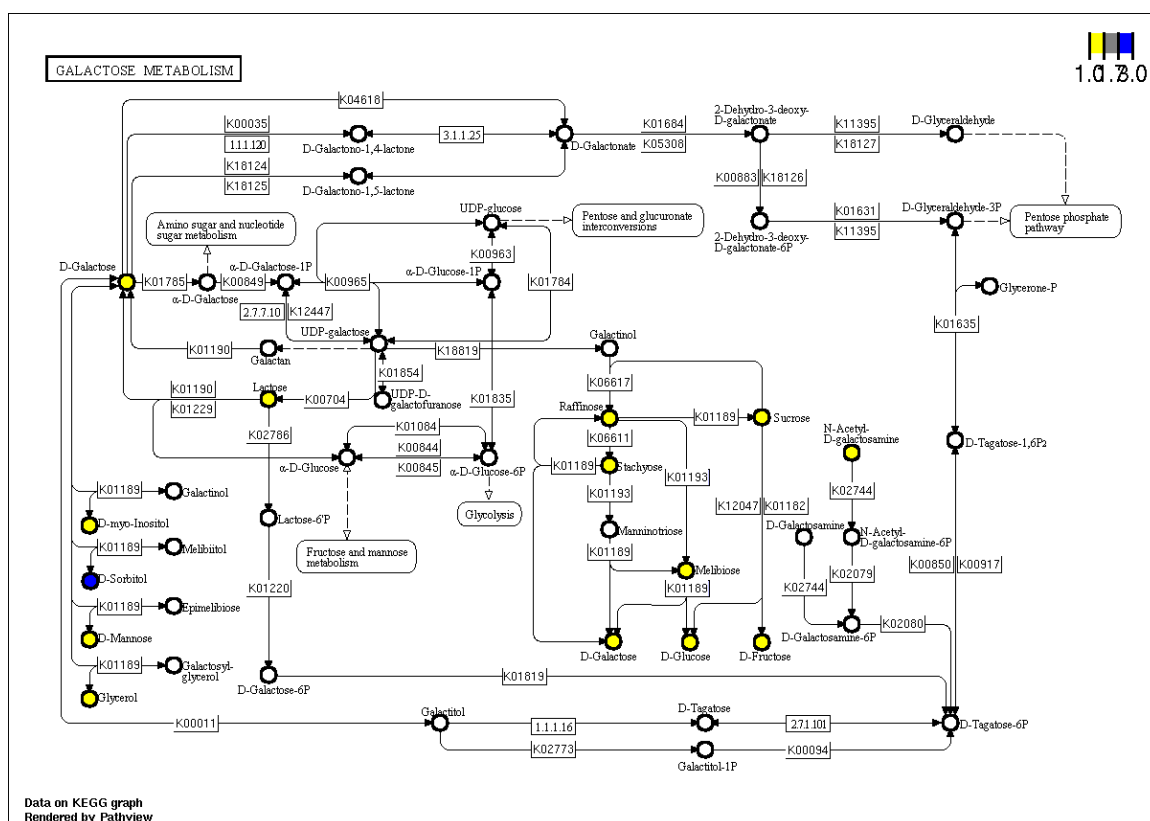 GALACTOSE METABOLISM
K04618
K00035
1.1.1.120
D-Galactono-1,4-lactone
3.1.1.25
D-Galactonate
K01684
K05308
2-Dehydro-3-deoxy-
D-galactonate
K11395
K18127
D-Glyceraldehyde
K18124
K18125
D-Galactono-1,5-lactone
K00883
K18126
Amino sugar and nucleotide
sugar metabolism
UDP-glucose
Pentose and glucuronate
interconversions
2-Dehydro-3-deoxy-
D-galactonate-6P
K01631
K11395
D-Glyceraldehyde-3P
Pentose phosphate
pathway
K00963
D-Galactose
K01785
α-D-Galactose
K00849
α-D-Galactose-1P
K00965
α-D-Glucose-1P
K01784
Glycerone-P
2.7.7.10
K12447
K01635
UDP-galactose
K01190
Galactan
K18819
Galactinol
K01854
UDP-D-
galactofuranose
K01190
K01229
Lactose
K00704
K01835
K06617
Raffinose
K01189
Sucrose
N-Acetyl-
D-galactosamine
K02786
K01084
K00844
K00845
α-D-Glucose
α-D-Glucose-6P
K06611
K01189
Stachyose
K01193
K01193
D-Tagatose-1,6P2
K02744
K12047
K01182
Glycolysis
Lactose-6'P
Fructose and mannose
metabolism
Manninotriose
K01189
D-Galactosamine
N-Acetyl-
D-galactosamine-6P
K00850
K00917
K01189
Galactinol
D-myo-Inositol
K01189
Melibiitol
D-Sorbitol
K01220
Melibiose
K01189
K02744
K02079
K01189
Epimelibiose
D-Mannose
D-Galactose
D-Glucose
D-Fructose
D-Galactosamine-6P
K02080
K01189
Galactosyl-
glycerol
Glycerol
D-Galactose-6P
K01819
K00011
Galactitol
1.1.1.16
D-Tagatose
2.7.1.101
D-Tagatose-6P
K02773
Galactitol-1P
K00094
Data on KEGG graph
Rendered by Pathview